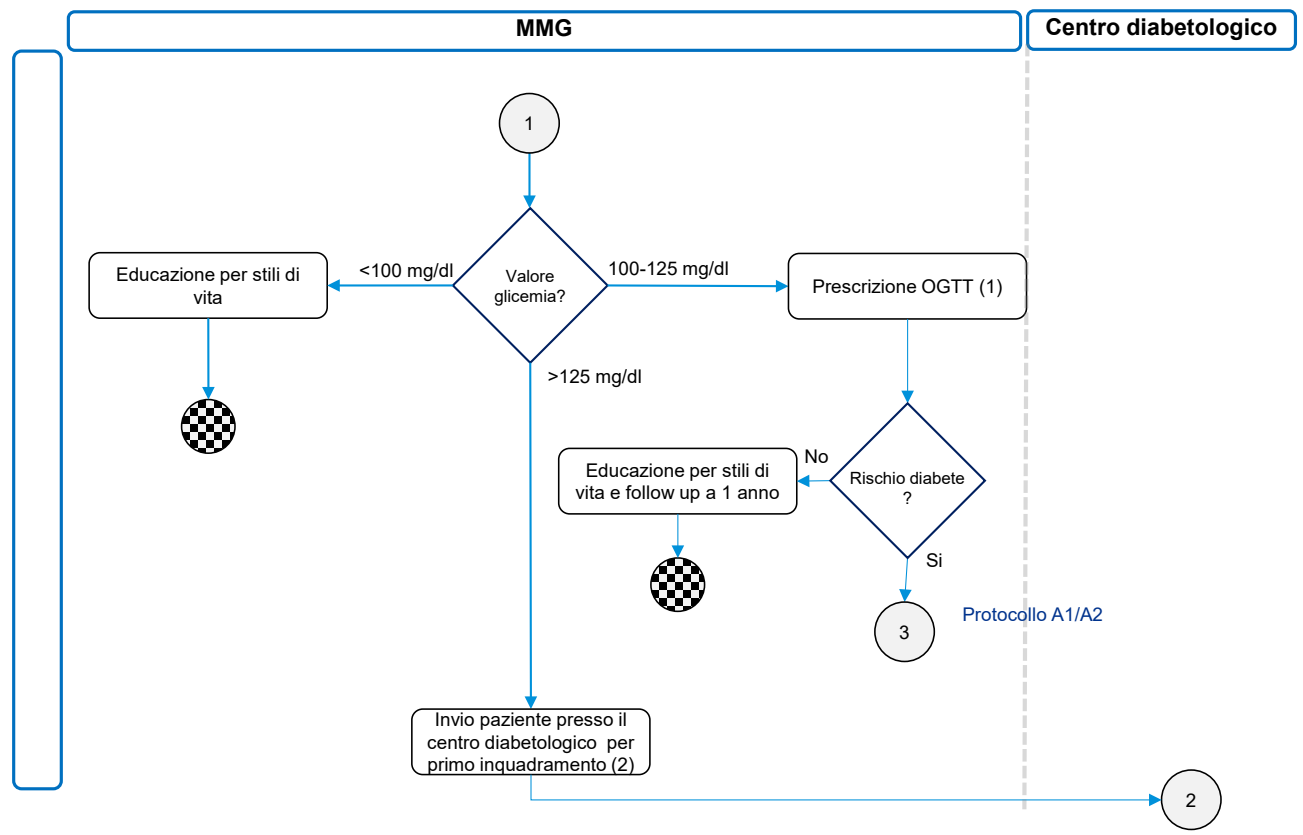 MMG
Centro diabetologico
1
Valore
glicemia?
<100 mg/dl
100-125 mg/dl
>125 mg/dl
Educazione per stili di
vita
Prescrizione OGTT (1)
Rischio diabete
?
No
Educazione per stili di
vita e follow up a 1 anno
Si
3
Protocollo A1/A2
Invio paziente presso il
centro diabetologico per
primo inquadramento (2)
2